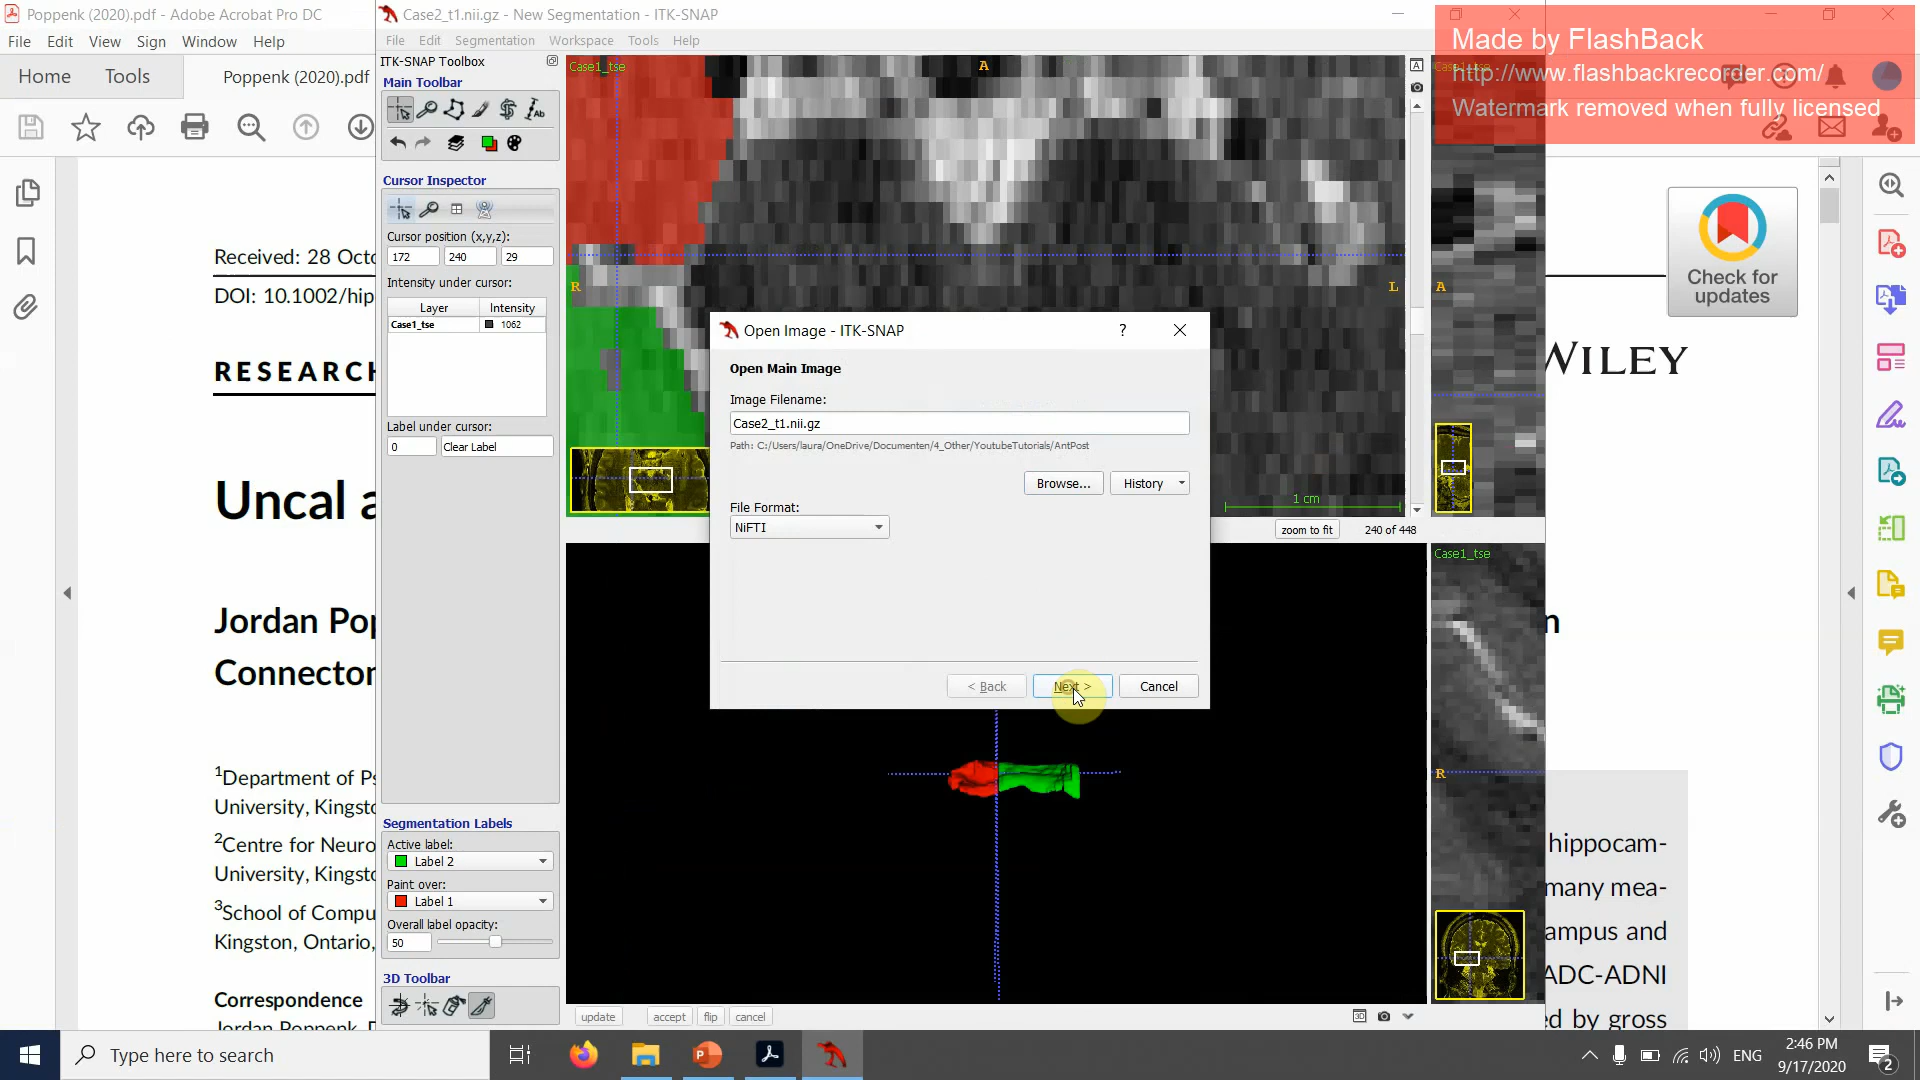 Poppenk (2020).pdf - Adobe Acrobat Pro DC
File Edit View Sign Window Help
Home Tools Poppenk (2020).pdf
Received: 28 Octo
DOI: 10.1002/hip
RESEARCH
Uncal a
Jordan Pop
Connector
1Department of Ps
University, Kingst
2Centre for Neuro
University, Kingsto
3School of Compu
Kingston, Ontario,
Correspondence
Case2_t1.nii.gz - New Segmentation - ITK-SNAP
File Edit Segmentation Workspace Tools Help
ITK-SNAP Toolbox
Main Toolbar
Cursor Inspector
Cursor position (x,y,z):
172 240 29
Intensity under cursor:
Layer Intensity
Case1_tse 1062
Label under cursor:
0 Clear Label
Segmentation Labels
Active label:
Label 2
Paint over:
Label 1
Overall label opacity:
50
3D Toolbar
Case1_tse
A
R
L
1 cm
zoom to fit 240 of 448
Open Image - ITK-SNAP
?
Open Main Image
Image Filename:
Case2_t1.nii.gz
Path: C:/Users/laura/OneDrive/Documenten/4_Other/YoutubeTutorials/AntPost
Browse... History
File Format:
NiFTI
< Back Next > Cancel
update accept flip cancel
3D
A
A
Case1_tse
R
Made by FlashBack
http://www.flashbackrecorder.com/
Watermark removed when fully licensed
Check for
updates
WILEY
n
hippocam-
many mea-
ampus and
ADC-ADNI
ed by gross
Type here to search
ENG
2:46 PM
9/17/2020
2